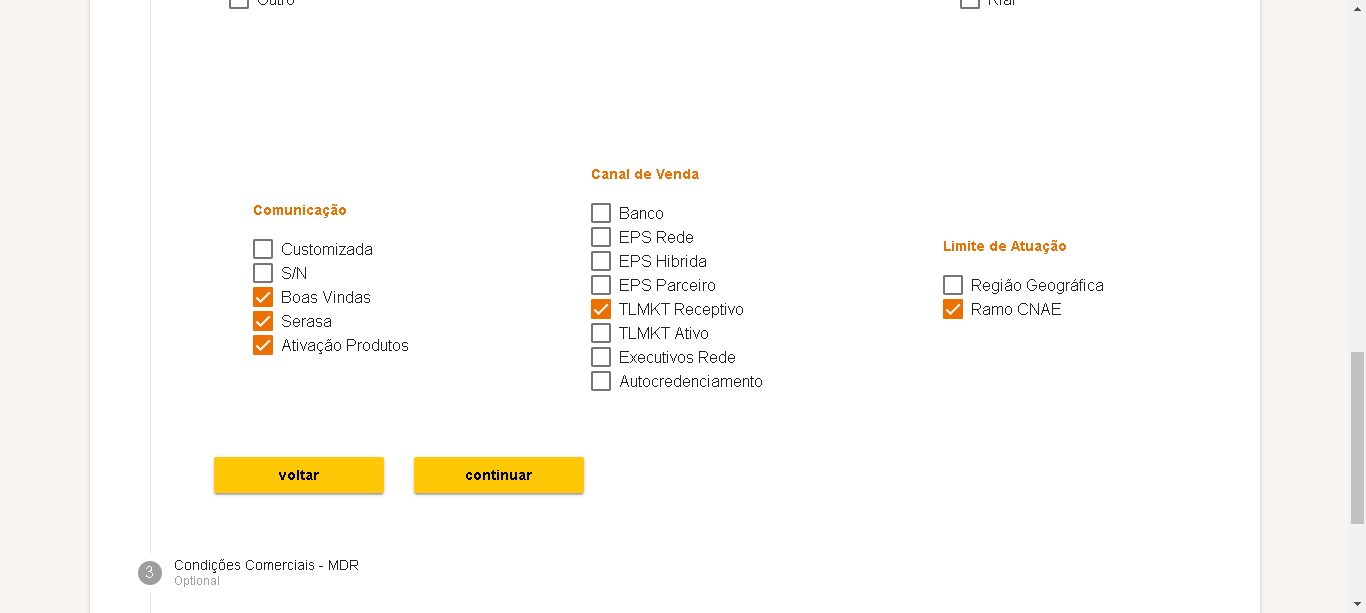 Outro
Comunicação
Customizada
S/N
Boas Vindas
Serasa
Ativação Produtos
Canal de Venda
Banco
EPS Rede
EPS Hibrida
EPS Parceiro
TLMKT Receptivo
TLMKT Ativo
Executivos Rede
Autocredenciamento
Limite de Atuação
Região Geográfica
Ramo CNAE
voltar
continuar
3
Condições Comerciais - MDR
Optional